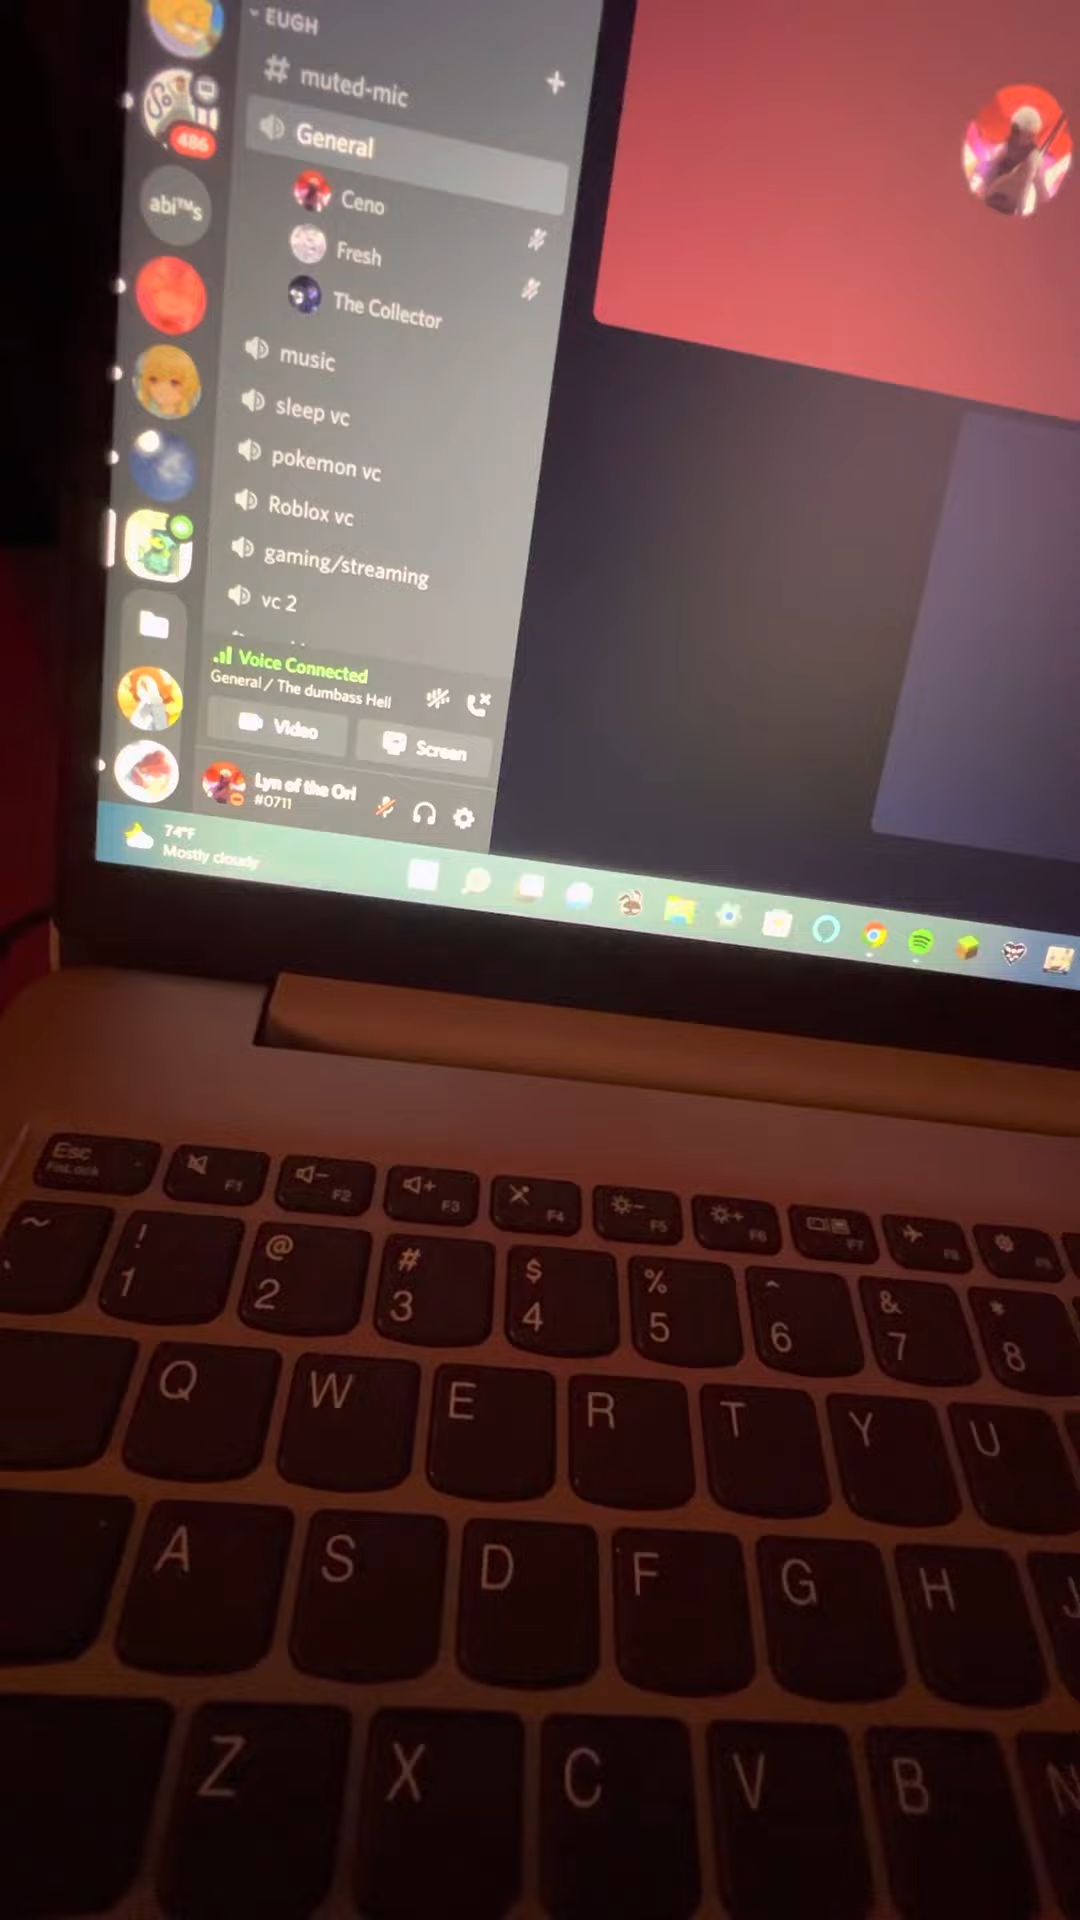 EUGH
# muted-mic +
General
486
Ceno
abi™s
Fresh
The Collector
music
sleep vc
pokemon vc
Roblox vc
gaming/streaming
vc 2
Voice Connected
General / The dumbass Hell
Video Screen
Lyn of the Ori
#0711
74°F
Mostly cloudy
Esc
FnLock
F1 F2 F3 F4 F5 F6 F7 F8
~ ! @ # $ % ^ & *
1 2 3 4 5 6 7 8
Q W E R T Y U
A S D F G H J
Z X C V B N